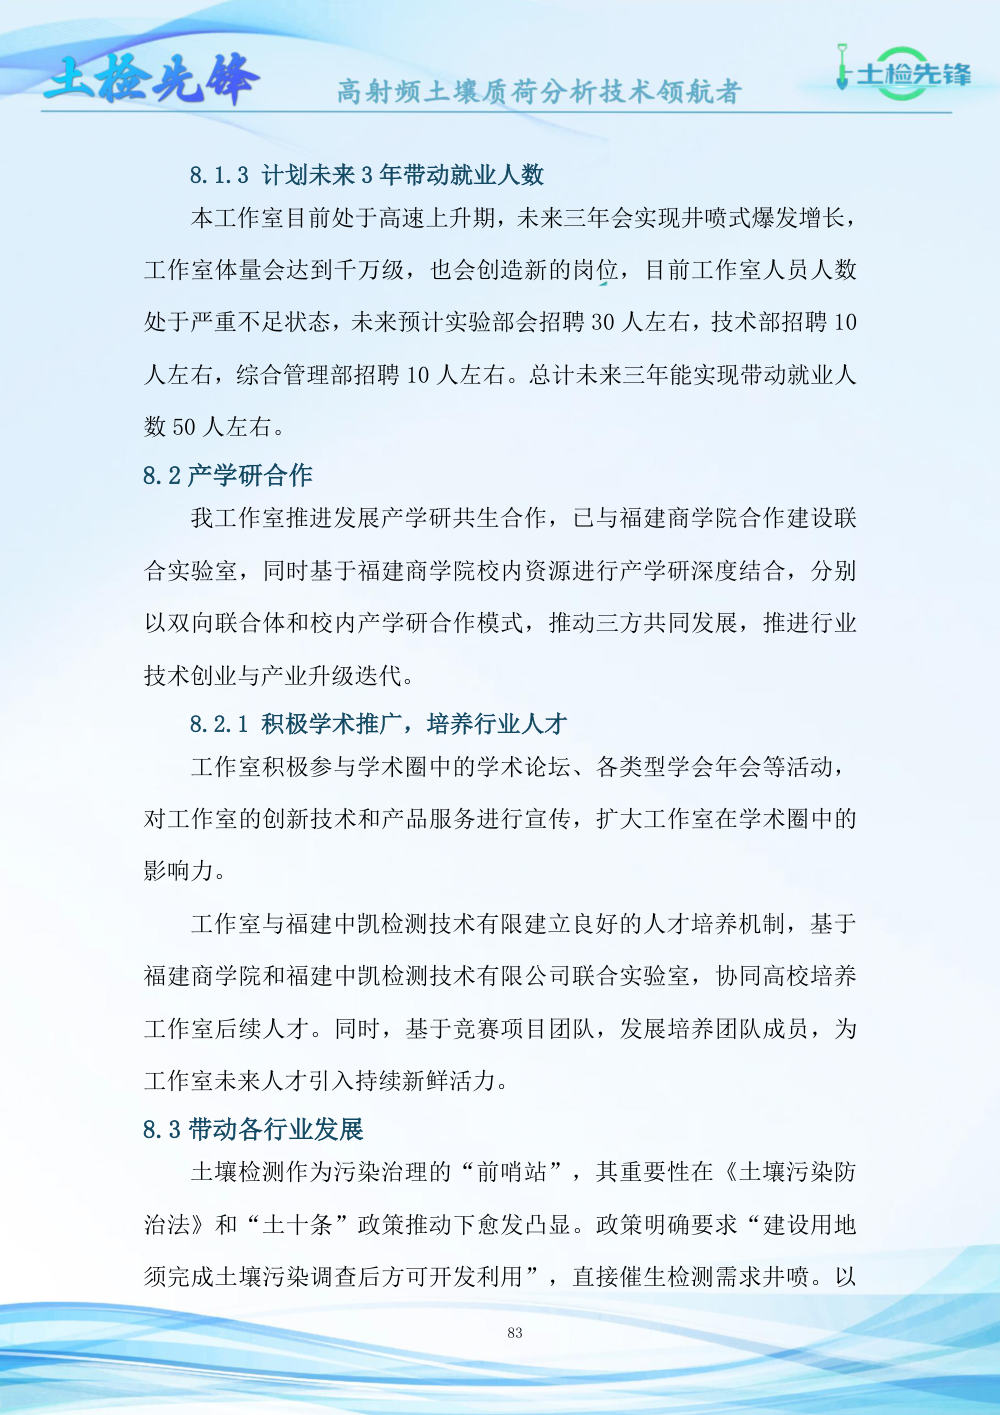 土检先锋
高射频土壤质荷分析技术领航者
土检先锋
8.1.3 计划未来 3 年带动就业人数
本工作室目前处于高速上升期，未来三年会实现井喷式爆发增长，
工作室体量会达到千万级，也会创造新的岗位，目前工作室人员人数
处于严重不足状态，未来预计实验部会招聘 30 人左右，技术部招聘 10
人左右，综合管理部招聘 10 人左右。总计未来三年能实现带动就业人
数 50 人左右。
8.2 产学研合作
我工作室推进发展产学研共生合作，已与福建商学院合作建设联
合实验室，同时基于福建商学院校内资源进行产学研深度结合，分别
以双向联合体和校内产学研合作模式，推动三方共同发展，推进行业
技术创业与产业升级迭代。
8.2.1 积极学术推广，培养行业人才
工作室积极参与学术圈中的学术论坛、各类型学会年会等活动，
对工作室的创新技术和产品服务进行宣传，扩大工作室在学术圈中的
影响力。
工作室与福建中凯检测技术有限建立良好的人才培养机制，基于
福建商学院和福建中凯检测技术有限公司联合实验室，协同高校培养
工作室后续人才。同时，基于竞赛项目团队，发展培养团队成员，为
工作室未来人才引入持续新鲜活力。
8.3 带动各行业发展
土壤检测作为污染治理的“前哨站”，其重要性在《土壤污染防
治法》和“土十条”政策推动下愈发凸显。政策明确要求“建设用地
须完成土壤污染调查后方可开发利用”，直接催生检测需求井喷。以
83